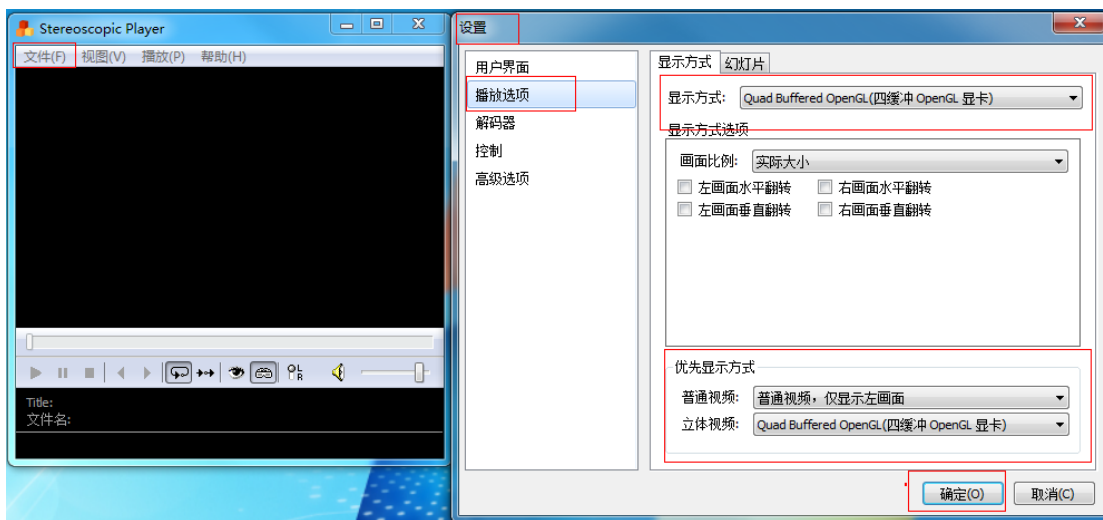 Stereoscopic Player
文件(F) 视图(V) 播放(P) 帮助(H)
Title:
文件名:
设置
用户界面
播放选项
解码器
控制
高级选项
显示方式 幻灯片
显示方式: Quad Buffered OpenGL(四缓冲 OpenGL 显卡)
显示方式选项
画面比例: 实际大小
左画面水平翻转 右画面水平翻转
左画面垂直翻转 右画面垂直翻转
优先显示方式
普通视频: 普通视频，仅显示左画面
立体视频: Quad Buffered OpenGL(四缓冲 OpenGL 显卡)
确定(O) 取消(C)